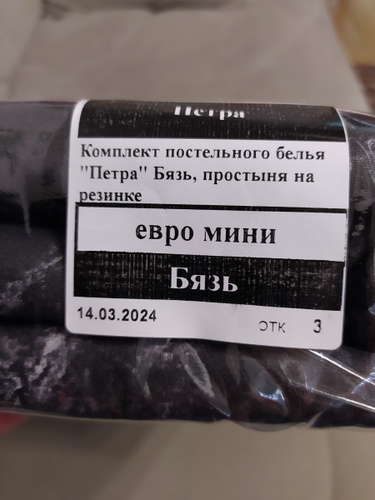 Петра
Комплект постельного белья
"Петра" Бязь, простыня на
резинке
евро мини
Бязь
14.03.2024
ОТК 3